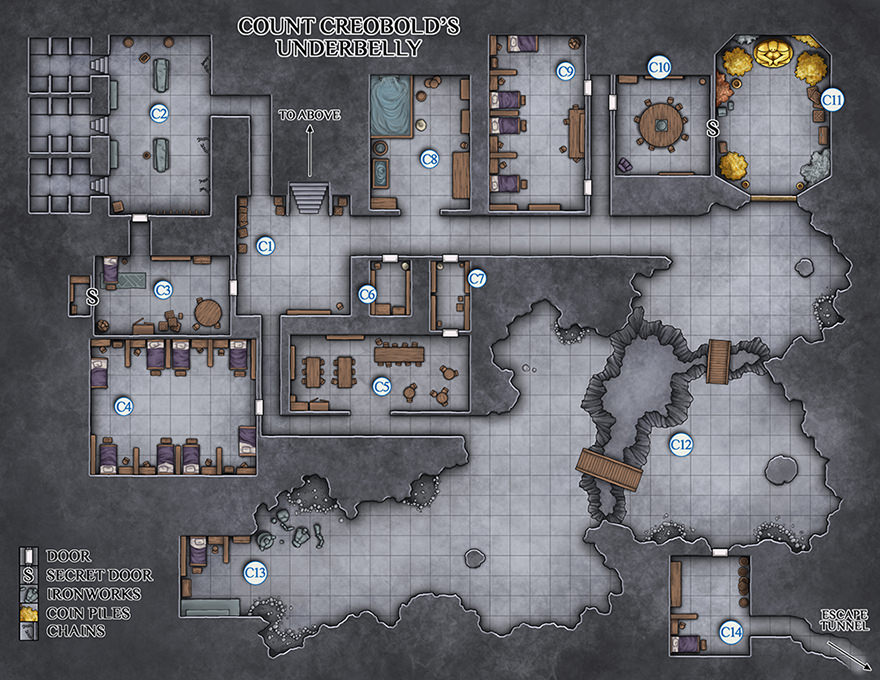 COUNT CREOBOLD'S
UNDERBELLY
C10
C9
C11
C2
TO ABOVE
S
C8
C1
C7
C3
C6
S
C5
C4
C12
DOOR
S SECRET DOOR
IRONWORKS
COIN PILES
CHAINS
C13
C14
ESCAPE
TUNNEL